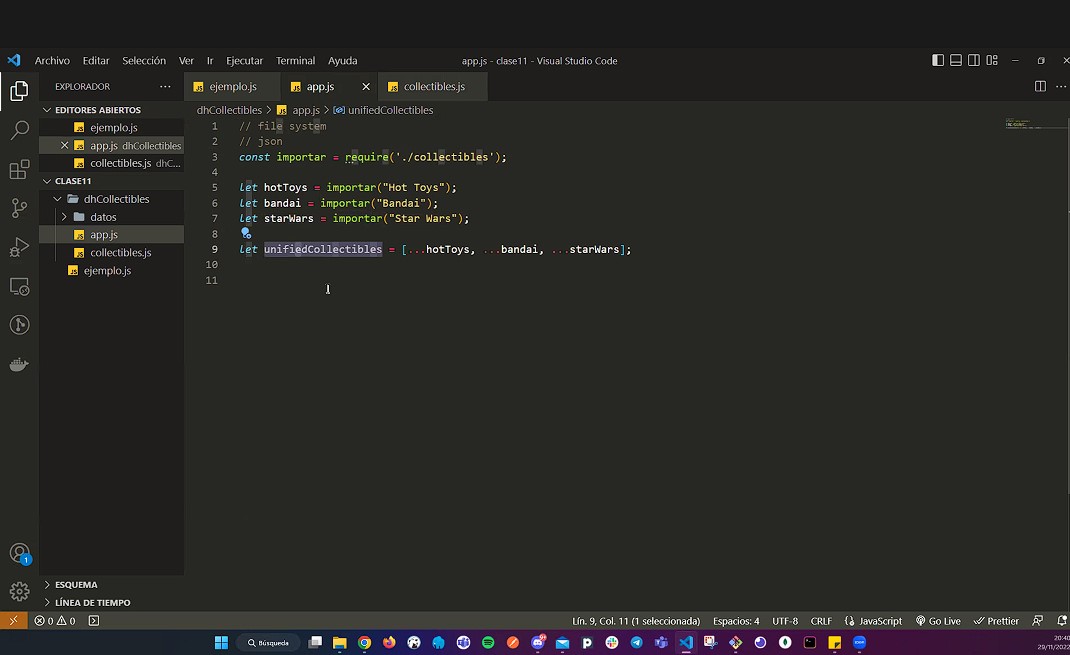 Archivo Editar Selección Ver Ir Ejecutar Terminal Ayuda
app.js - clase11 - Visual Studio Code
EXPLORADOR
ejemplo.js
app.js
collectibles.js
EDITORES ABIERTOS
ejemplo.js
app.js dhCollectibles
collectibles.js dhC...
CLASE11
dhCollectibles
datos
app.js
collectibles.js
ejemplo.js
ESQUEMA
LÍNEA DE TIEMPO
dhCollectibles > app.js > unifiedCollectibles
1 // file system
2 // json
3 const importar = require('./collectibles');
4
5 let hotToys = importar("Hot Toys");
6 let bandai = importar("Bandai");
7 let starWars = importar("Star Wars");
8
9 let unifiedCollectibles = [...hotToys, ...bandai, ...starWars];
10
11
1
0 0
Lín. 9, Col. 11 (1 seleccionada) Espacios: 4 UTF-8 CRLF JavaScript Go Live Prettier
Búsqueda
20:40
29/11/2022